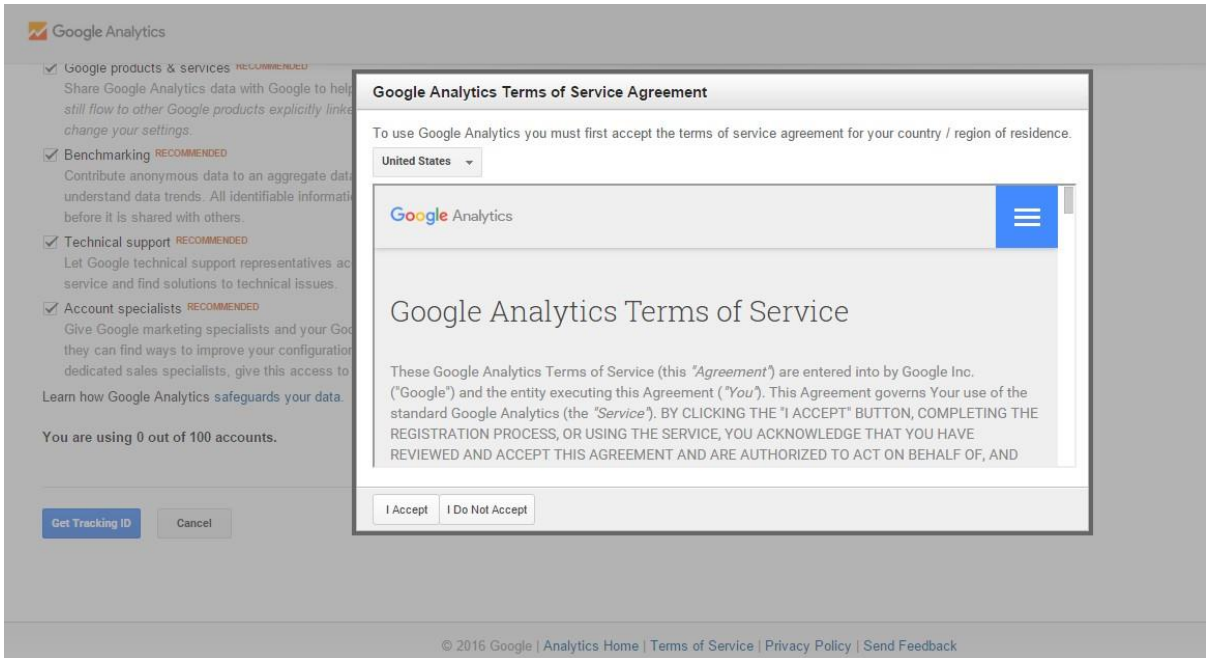 Google Analytics
Google products & services RECOMMENDED
Share Google Analytics data with Google to help
still flow to other Google products explicitly linke
change your settings.
Benchmarking RECOMMENDED
Contribute anonymous data to an aggregate data
understand data trends. All identifiable informati
before it is shared with others.
Technical support RECOMMENDED
Let Google technical support representatives ac
service and find solutions to technical issues.
Account specialists RECOMMENDED
Give Google marketing specialists and your Goo
they can find ways to improve your configuration
dedicated sales specialists, give this access to
Learn how Google Analytics safeguards your data.
You are using 0 out of 100 accounts.
Get Tracking ID Cancel
Google Analytics Terms of Service Agreement
To use Google Analytics you must first accept the terms of service agreement for your country / region of residence.
United States
Google Analytics
Google Analytics Terms of Service
These Google Analytics Terms of Service (this "Agreement") are entered into by Google Inc.
("Google") and the entity executing this Agreement ("You"). This Agreement governs Your use of the
standard Google Analytics (the "Service"). BY CLICKING THE "I ACCEPT" BUTTON, COMPLETING THE
REGISTRATION PROCESS, OR USING THE SERVICE, YOU ACKNOWLEDGE THAT YOU HAVE
REVIEWED AND ACCEPT THIS AGREEMENT AND ARE AUTHORIZED TO ACT ON BEHALF OF, AND
I Accept I Do Not Accept
© 2016 Google | Analytics Home | Terms of Service | Privacy Policy | Send Feedback